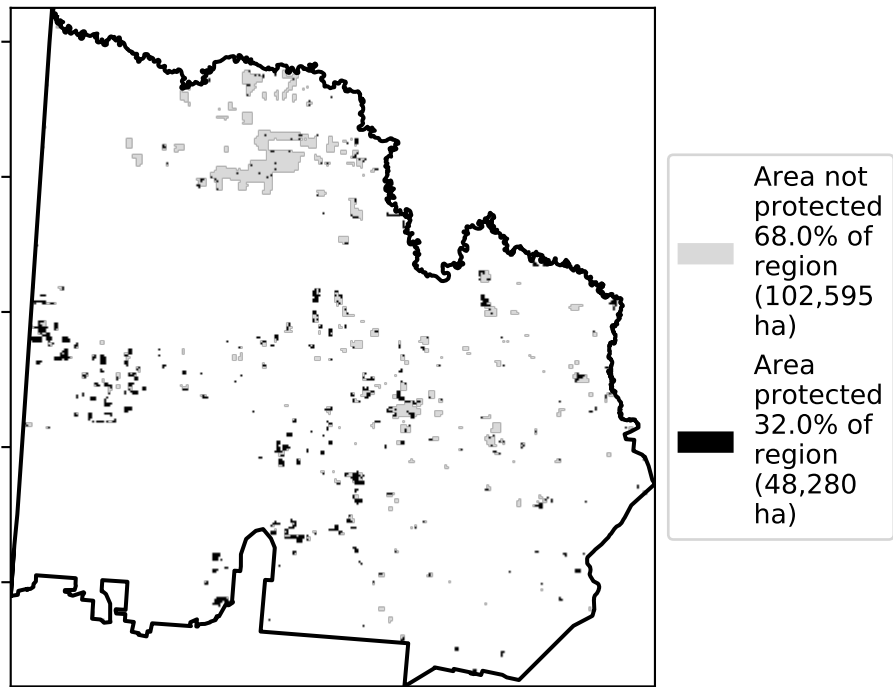 Area not
protected
68.0% of
region
(102,595
ha)
Area
protected
32.0% of
region
(48,280
ha)